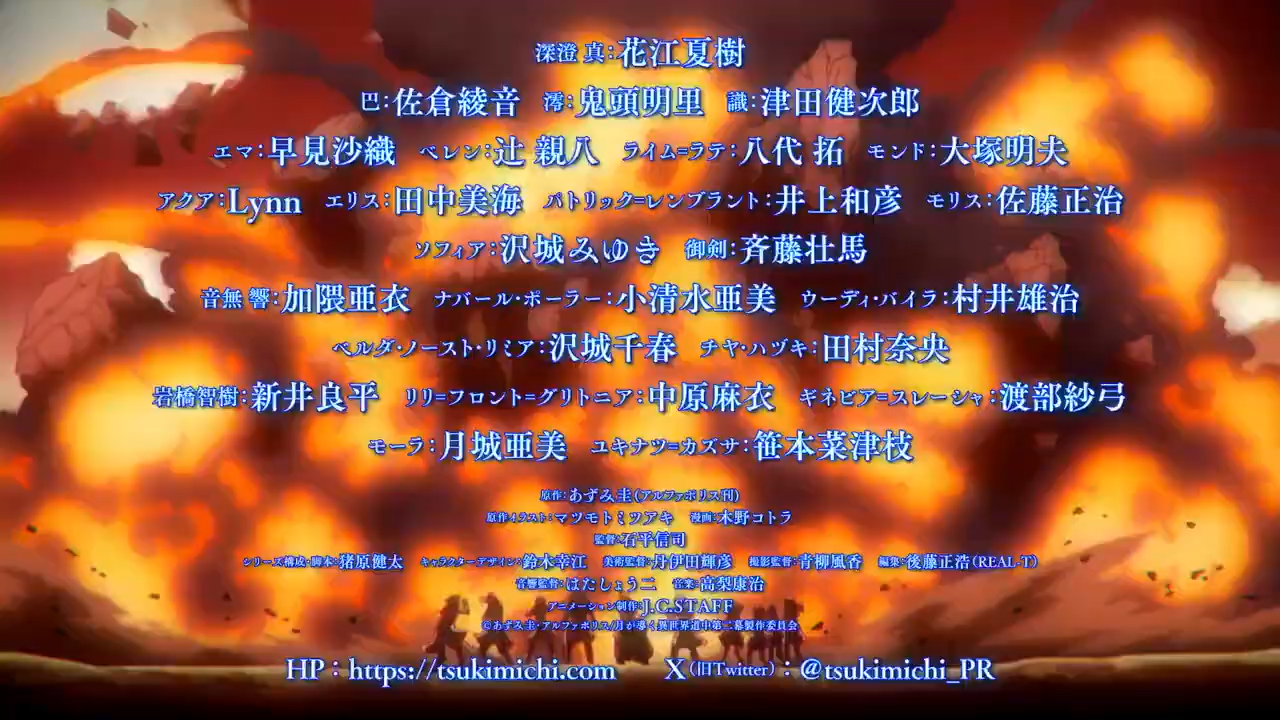 深澄 真：花江夏樹
巴：佐倉綾音　澪：鬼頭明里　識：津田健次郎
エマ：早見沙織　ベレン：辻 親八　ライム=ラテ：八代 拓　モンド：大塚明夫
アクア：Lynn　エリス：田中美海　パトリック=レンブラント：井上和彦　モリス：佐藤正治
ソフィア：沢城みゆき　御剣：斉藤壮馬
音無 響：加隈亜衣　ナバール・ポーラー：小清水亜美　ウーディ・バイラ：村井雄治
ベルダ・ノースト・リミア：沢城千春　チヤ・ハヅキ：田村奈央
岩橋智樹：新井良平　リリ=フロント=グリトニア：中原麻衣　ギネビア=スレーシャ：渡部紗弓
モーラ：月城亜美　ユキナツ=カズサ：笹本菜津枝
原作：あずみ圭（アルファポリス刊）
原作イラスト：マツモトミツアキ　漫画：木野コトラ
監督：石平信司
シリーズ構成・脚本：猪原健太　キャラクターデザイン：鈴木幸江　美術監督：丹伊田輝彦　撮影監督：青柳風香　編集：後藤正浩（REAL-T）
音響監督：はたしょう二　音楽：高梨康治
アニメーション制作：J.C.STAFF
©あずみ圭・アルファポリス/月が導く異世界道中第二幕製作委員会
HP：https://tsukimichi.com　X（旧Twitter）：@tsukimichi_PR